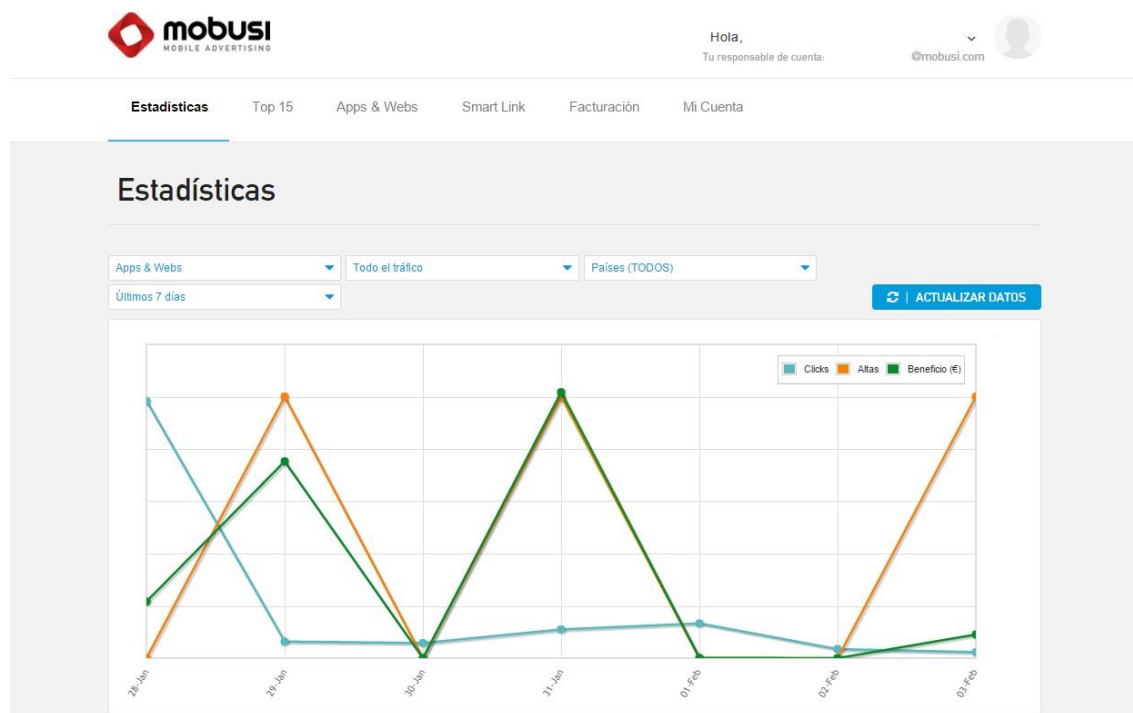 mobusi
MOBILE ADVERTISING
Hola,
Tu responsable de cuenta:
@mobusi.com
Estadísticas
Top 15
Apps & Webs
Smart Link
Facturación
Mi Cuenta
Estadísticas
Apps & Webs
Todo el tráfico
Países (TODOS)
Últimos 7 días
| ACTUALIZAR DATOS
Clicks
Altas
Beneficio (€)
28-Jan
29-Jan
30-Jan
31-Jan
01-Feb
02-Feb
03-Feb